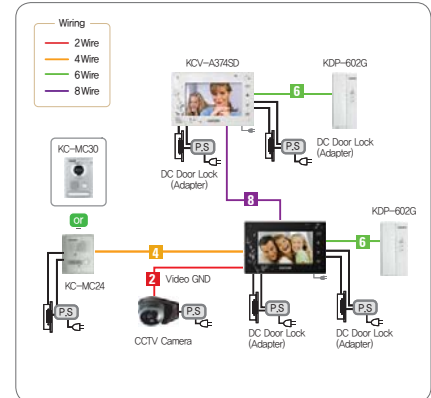 Wiring
2 Wire
4 Wire
6 Wire
8 Wire
KCV-A374SD
KDP-602G
6
P.S
P.S
DC Door Lock
(Adapter)
DC Door Lock
(Adapter)
KC-MC30
8
or
KDP-602G
6
4
2
Video GND
KC-MC24
P.S
P.S
P.S
P.S
CCTV Camera
DC Door Lock
(Adapter)
DC Door Lock
(Adapter)